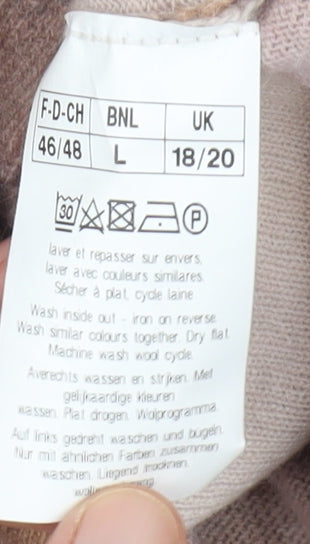 F-D-CH BNL UK
46/48 L 18/20
30 P
laver et repasser sur envers,
laver avec couleurs similares.
Sécher à plat, cycle laine
Wash inside out - iron on reverse.
Wash similar colours together. Dry flat.
Machine wash wool cycle.
Averechts wassen en strijken. Met
gelijkaardige kleuren
wassen. Plat drogen. Wolprogramma.
Auf links gedreht waschen und bügeln.
Nur mit ähnlichen Farben zusammen
waschen. Liegend trocknen.